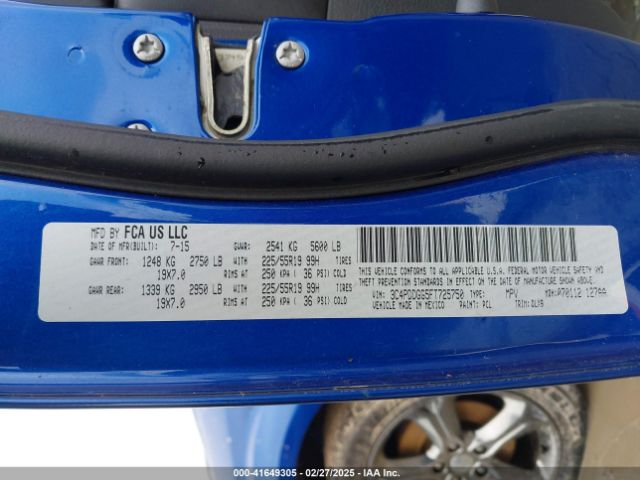 MFD BY FCA US LLC
DATE OF MFR(BUILT): 7-15 GVWR: 2541 KG 5600 LB
GAWR FRONT: 1248 KG 2750 LB WITH 225/55R19 99H TIRES
19X7.0 RIMS AT 250 KPA ( 36 PSI) COLD
GAWR REAR: 1339 KG 2950 LB WITH 225/55R19 99H TIRES
19X7.0 RIMS AT 250 KPA ( 36 PSI) COLD
THIS VEHICLE CONFORMS TO ALL APPLICABLE U.S.A. FEDERAL MOTOR VEHICLE SAFETY AND
THEFT PREVENTION STANDARDS IN EFFECT ON THE DATE OF MANUFACTURE SHOWN ABOVE.
VIN: 3C4PDDGG5FT725750 TYPE: MPV MDH: 070112 127AA
VEHICLE MADE IN MEXICO PAINT: PCL TRIM: DLX9
000-41649305 - 02/27/2025 - IAA Inc.